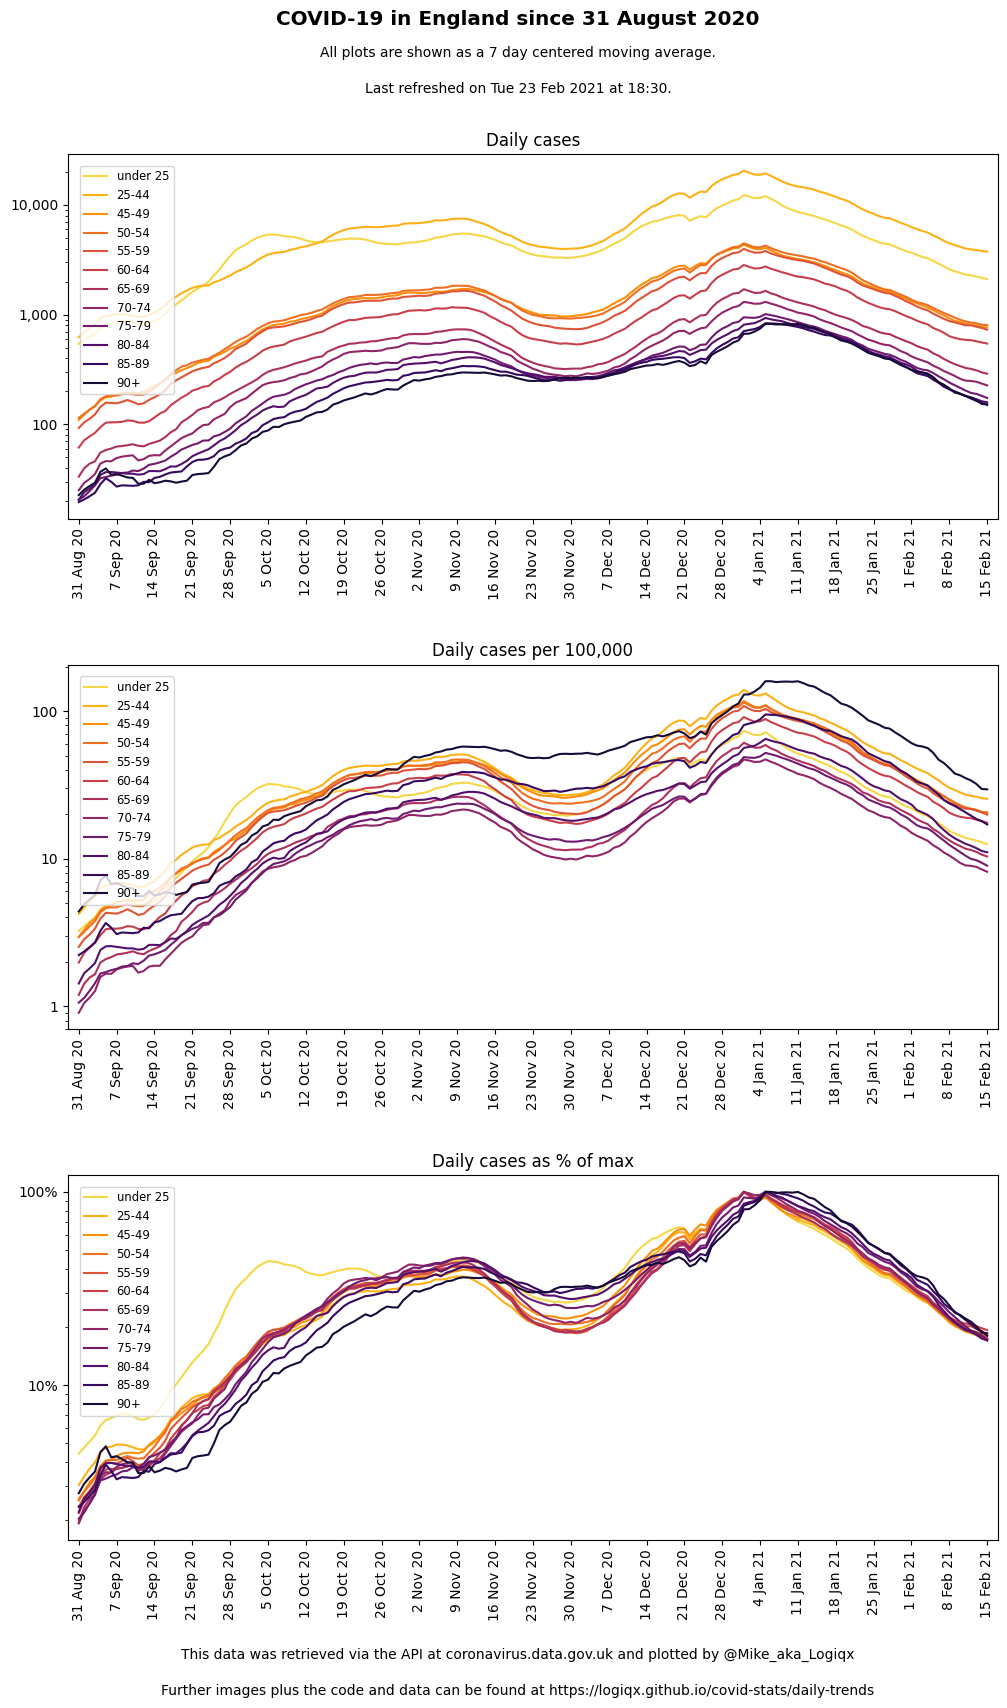 COVID-19 in England since 31 August 2020
All plots are shown as a 7 day centered moving average.
Last refreshed on Tue 23 Feb 2021 at 18:30.
Daily cases
under 25
25-44
45-49
50-54
55-59
60-64
65-69
70-74
75-79
80-84
85-89
90+
10,000
1,000
100
31 Aug 20
7 Sep 20
14 Sep 20
21 Sep 20
28 Sep 20
5 Oct 20
12 Oct 20
19 Oct 20
26 Oct 20
2 Nov 20
9 Nov 20
16 Nov 20
23 Nov 20
30 Nov 20
7 Dec 20
14 Dec 20
21 Dec 20
28 Dec 20
4 Jan 21
11 Jan 21
18 Jan 21
25 Jan 21
1 Feb 21
8 Feb 21
15 Feb 21
Daily cases per 100,000
under 25
25-44
45-49
50-54
55-59
60-64
65-69
70-74
75-79
80-84
85-89
90+
100
10
1
31 Aug 20
7 Sep 20
14 Sep 20
21 Sep 20
28 Sep 20
5 Oct 20
12 Oct 20
19 Oct 20
26 Oct 20
2 Nov 20
9 Nov 20
16 Nov 20
23 Nov 20
30 Nov 20
7 Dec 20
14 Dec 20
21 Dec 20
28 Dec 20
4 Jan 21
11 Jan 21
18 Jan 21
25 Jan 21
1 Feb 21
8 Feb 21
15 Feb 21
Daily cases as % of max
under 25
25-44
45-49
50-54
55-59
60-64
65-69
70-74
75-79
80-84
85-89
90+
100%
10%
31 Aug 20
7 Sep 20
14 Sep 20
21 Sep 20
28 Sep 20
5 Oct 20
12 Oct 20
19 Oct 20
26 Oct 20
2 Nov 20
9 Nov 20
16 Nov 20
23 Nov 20
30 Nov 20
7 Dec 20
14 Dec 20
21 Dec 20
28 Dec 20
4 Jan 21
11 Jan 21
18 Jan 21
25 Jan 21
1 Feb 21
8 Feb 21
15 Feb 21
This data was retrieved via the API at coronavirus.data.gov.uk and plotted by @Mike_aka_Logiqx
Further images plus the code and data can be found at https://logiqx.github.io/covid-stats/daily-trends